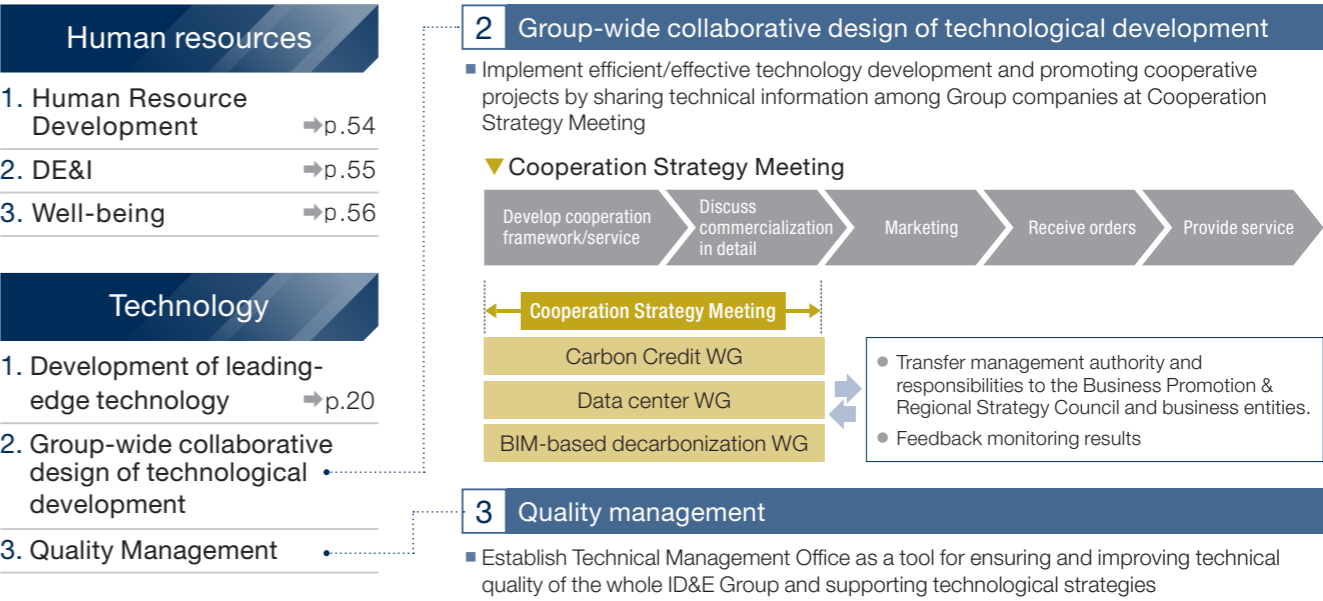 Human resources
1. Human Resource
Development ➡p.54
2. DE&I ➡p.55
3. Well-being ➡p.56
Technology
1. Development of leading-
edge technology ➡p.20
2. Group-wide collaborative
design of technological
development
3. Quality Management
2 Group-wide collaborative design of technological development
■ Implement efficient/effective technology development and promoting cooperative
projects by sharing technical information among Group companies at Cooperation
Strategy Meeting
▼ Cooperation Strategy Meeting
Develop cooperation
framework/service
Discuss
commercialization
in detail
Marketing
Receive orders
Provide service
Cooperation Strategy Meeting
Carbon Credit WG
Data center WG
BIM-based decarbonization WG
● Transfer management authority and
responsibilities to the Business Promotion &
Regional Strategy Council and business entities.
● Feedback monitoring results
3 Quality management
■ Establish Technical Management Office as a tool for ensuring and improving technical
quality of the whole ID&E Group and supporting technological strategies